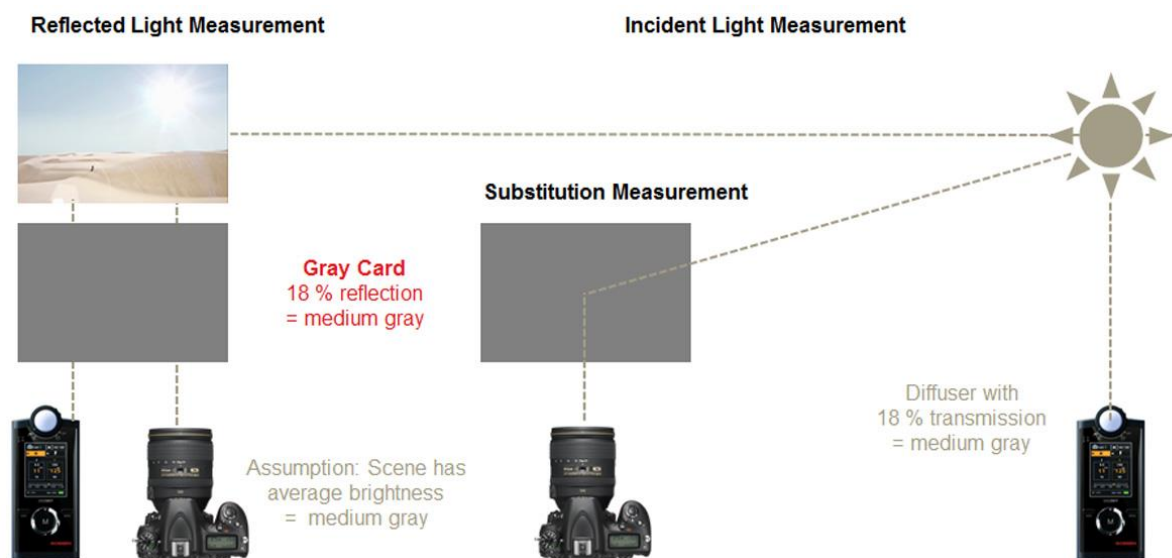 Reflected Light Measurement
Incident Light Measurement
Substitution Measurement
Gray Card
18 % reflection
= medium gray
Diffuser with
18 % transmission
= medium gray
Assumption: Scene has
average brightness
= medium gray